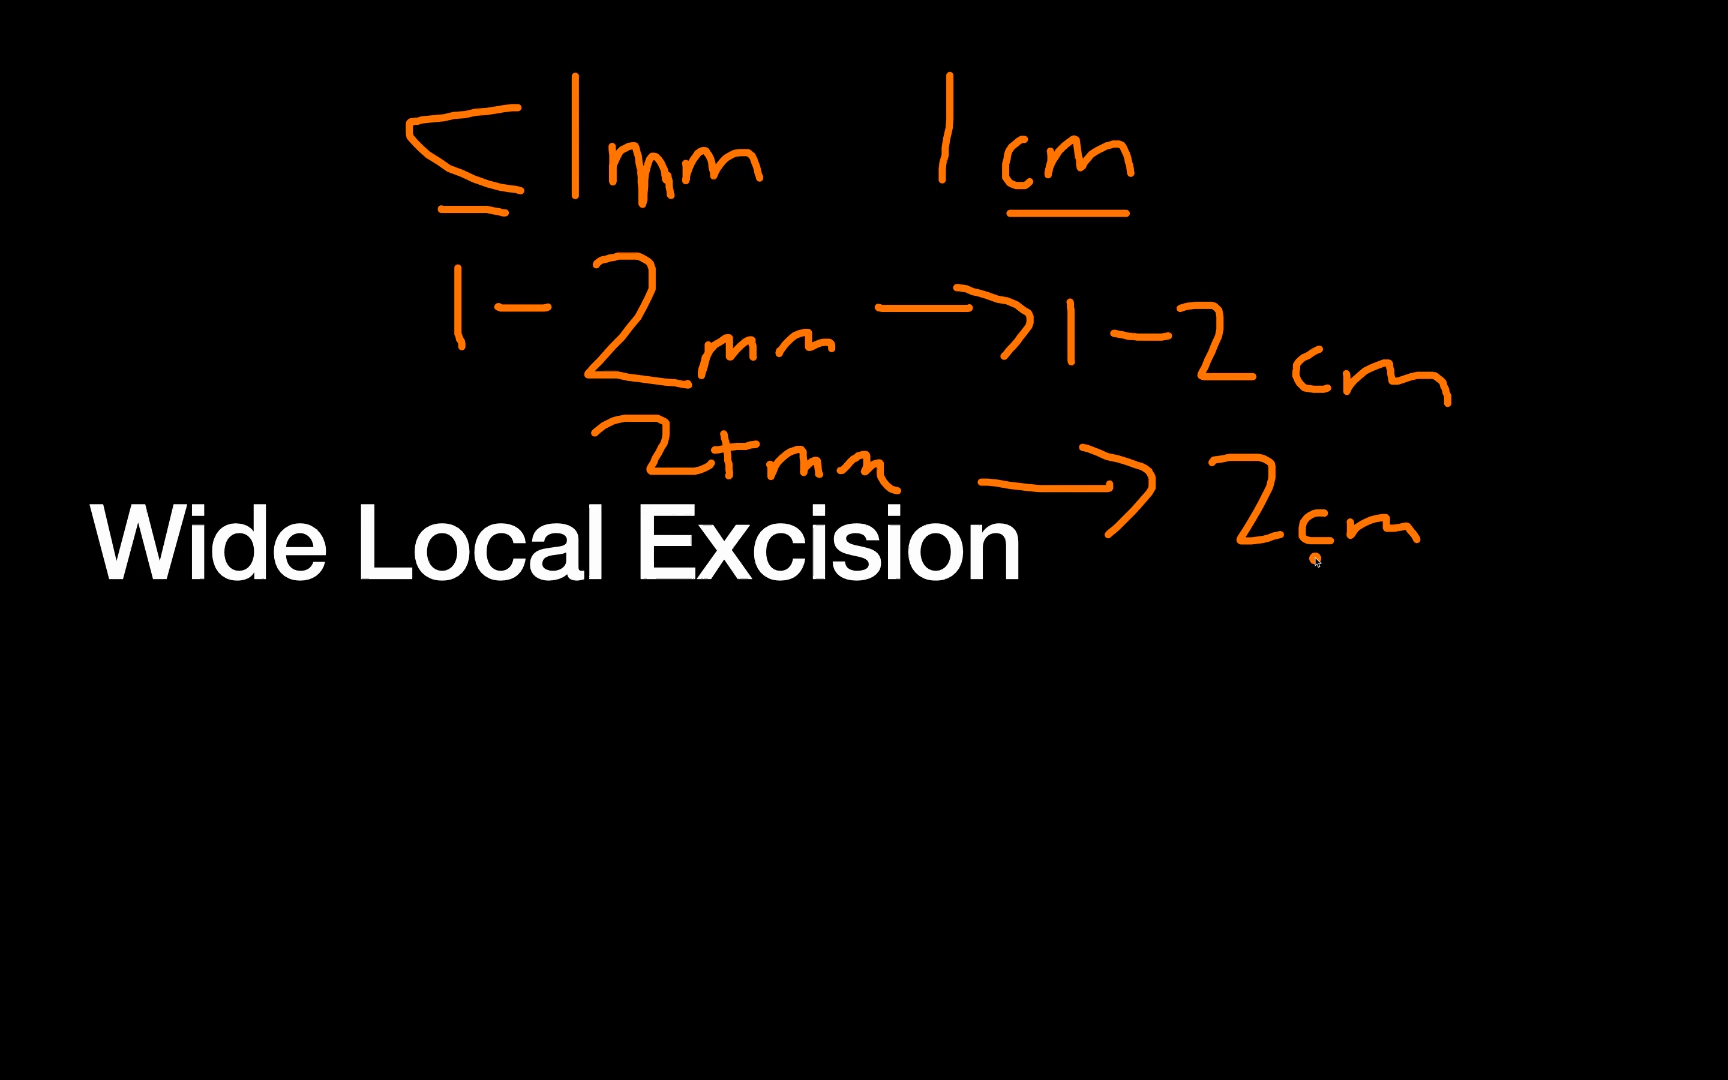 ≤ 1mm 1cm
1-2mm → 1-2cm
2+mm → 2cm
Wide Local Excision